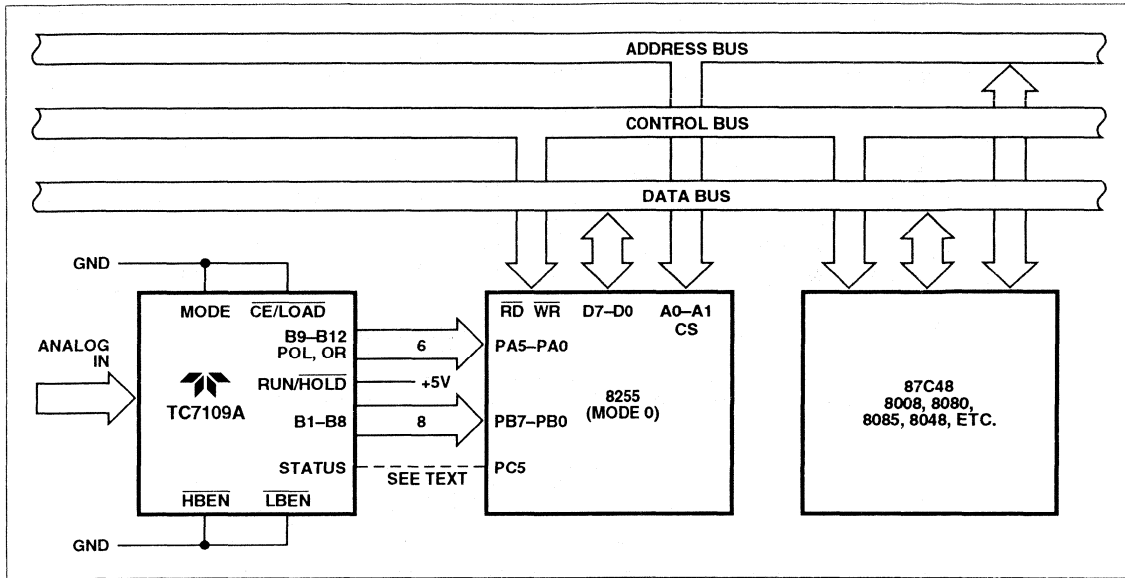 ADDRESS BUS
CONTROL BUS
DATA BUS
GND
MODE
CE/LOAD
RD WR
D7–D0
A0–A1
CS
ANALOG
IN
B9–B12
POL, OR
6
PA5–PA0
RUN/HOLD
+5V
TC7109A
8255
(MODE 0)
87C48
8008, 8080,
8085, 8048, ETC.
B1–B8
8
PB7–PB0
STATUS
SEE TEXT
PC5
HBEN
LBEN
GND